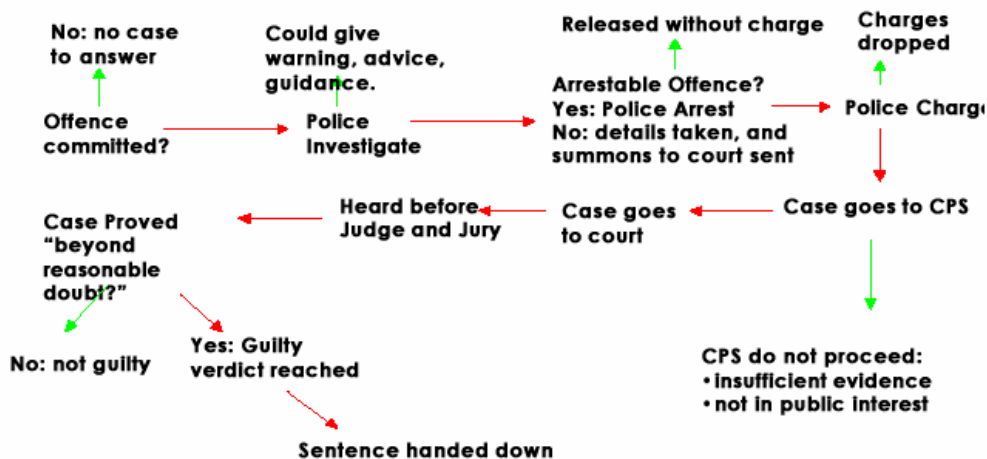 No: no case
to answer
Could give
warning, advice,
guidance.
Released without charge
Charges
dropped
Offence
committed?
Police
Investigate
Arrestable Offence?
Yes: Police Arrest
No: details taken, and
summons to court sent
Police Charge
Case Proved
“beyond
reasonable
doubt?”
Heard before
Judge and Jury
Case goes
to court
Case goes to CPS
No: not guilty
Yes: Guilty
verdict reached
CPS do not proceed:
• insufficient evidence
• not in public interest
Sentence handed down